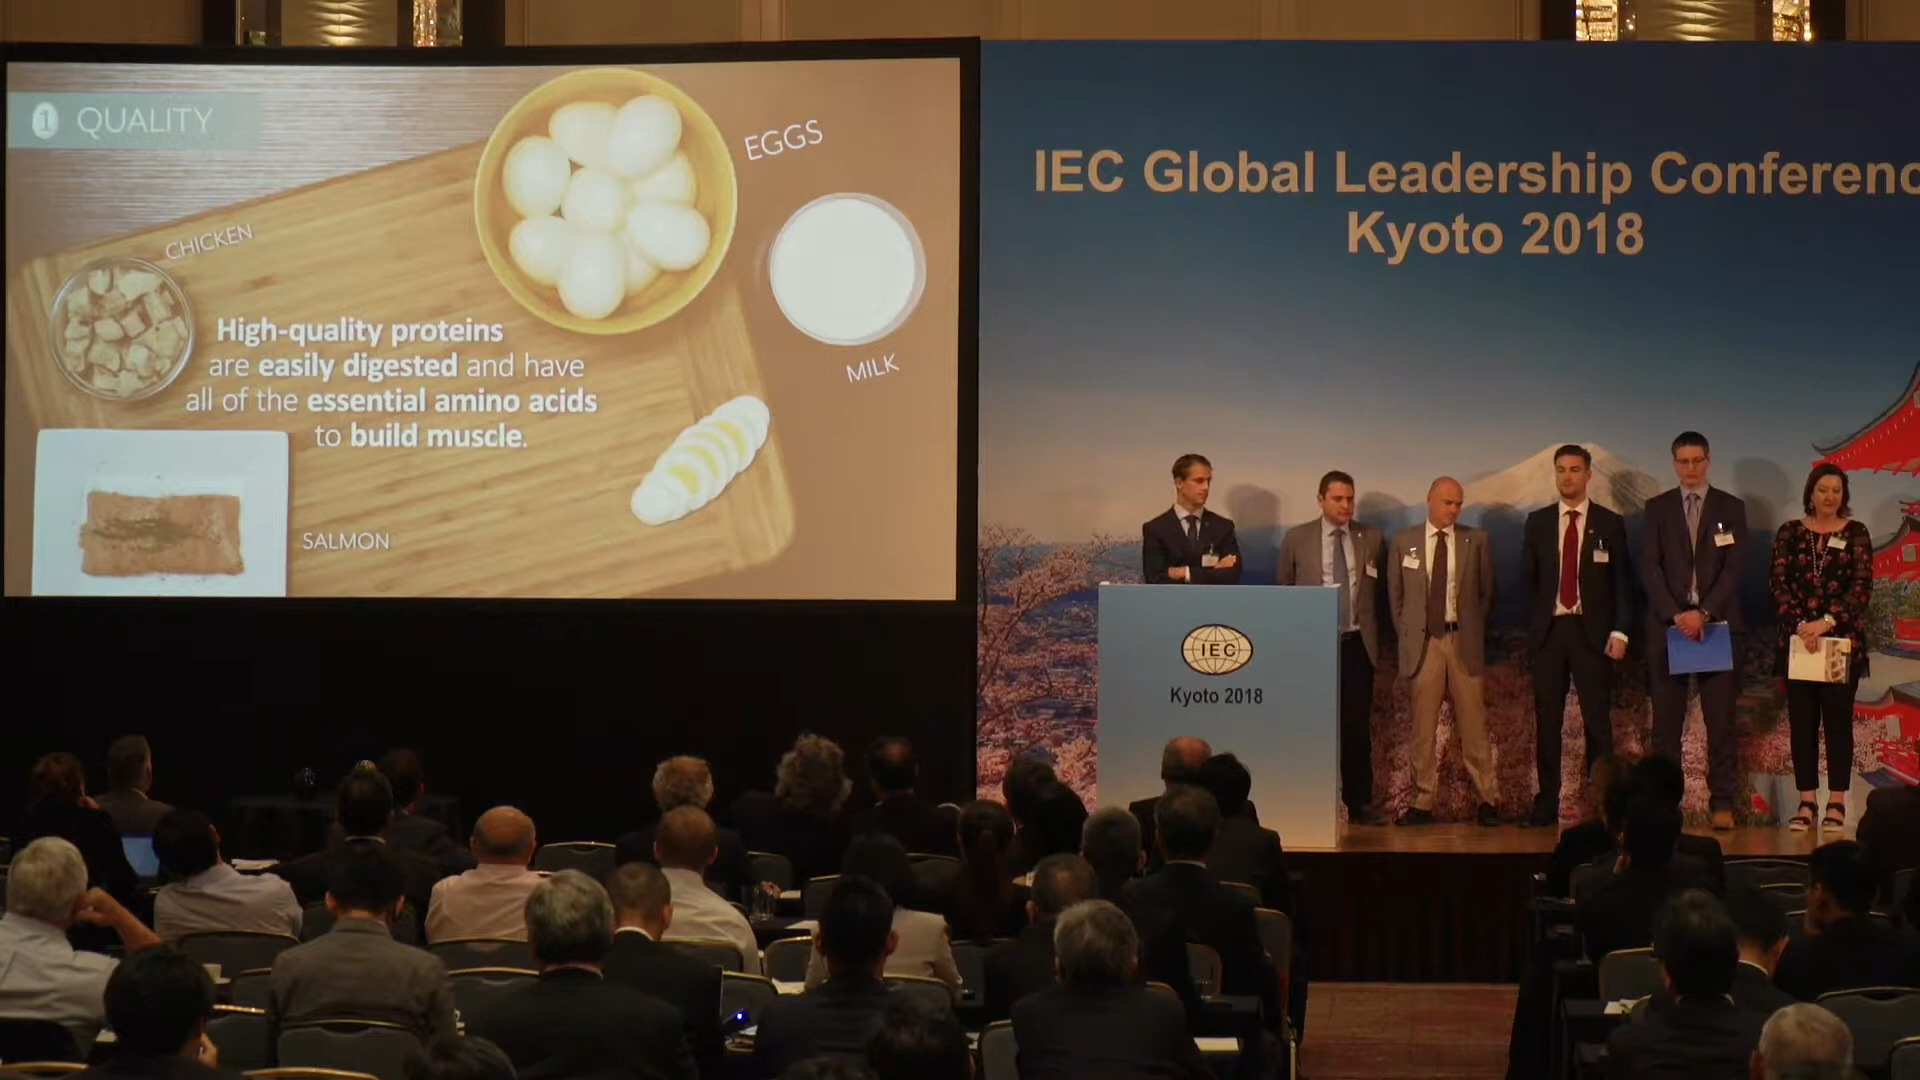 1 QUALITY
EGGS
CHICKEN
High-quality proteins
are easily digested and have
all of the essential amino acids
to build muscle.
MILK
SALMON
IEC Global Leadership Conferenc
Kyoto 2018
IEC
Kyoto 2018